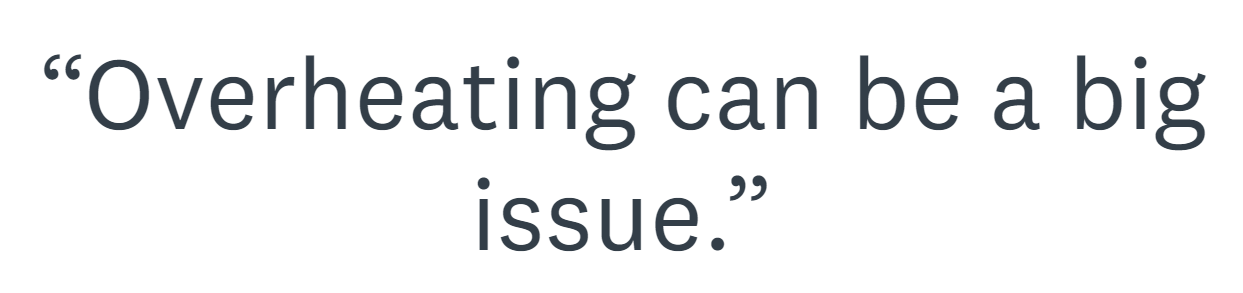 “Overheating can be a big
issue.”